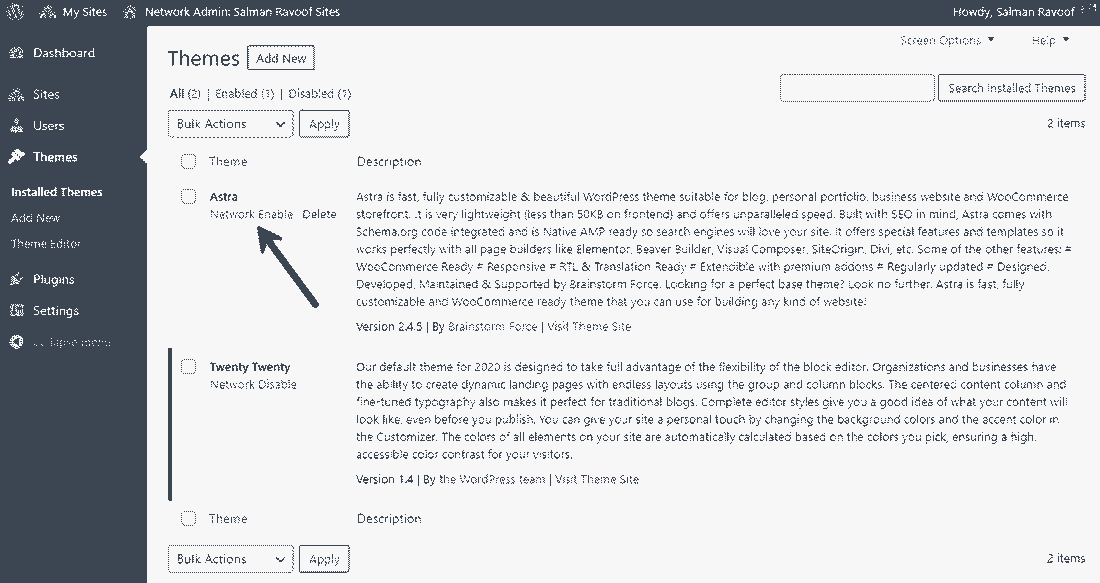 My Sites Network Admin: Salman Ravoof Sites Howdy, Salman Ravoof
Screen Options Help
Dashboard
Sites
Users
Themes
Installed Themes
Add New
Theme Editor
Plugins
Settings
Collapse menu
Themes Add New
All (2) | Enabled (1) | Disabled (1)
Search Installed Themes
Bulk Actions Apply 2 items
Theme Description
Astra
Network Enable Delete
Astra is fast, fully customizable & beautiful WordPress theme suitable for blog, personal portfolio, business website and WooCommerce
storefront. It is very lightweight (less than 50KB on frontend) and offers unparalleled speed. Built with SEO in mind, Astra comes with
Schema.org code integrated and is Native AMP ready so search engines will love your site. It offers special features and templates so it
works perfectly with all page builders like Elementor, Beaver Builder, Visual Composer, SiteOrigin, Divi, etc. Some of the other features: #
WooCommerce Ready # Responsive # RTL & Translation Ready # Extendible with premium addons # Regularly updated # Designed,
Developed, Maintained & Supported by Brainstorm Force. Looking for a perfect base theme? Look no further. Astra is fast, fully
customizable and WooCommerce ready theme that you can use for building any kind of website!
Version 2.4.5 | By Brainstorm Force | Visit Theme Site
Twenty Twenty
Network Disable
Our default theme for 2020 is designed to take full advantage of the flexibility of the block editor. Organizations and businesses have
the ability to create dynamic landing pages with endless layouts using the group and column blocks. The centered content column and
fine-tuned typography also makes it perfect for traditional blogs. Complete editor styles give you a good idea of what your content will
look like, even before you publish. You can give your site a personal touch by changing the background colors and the accent color in
the Customizer. The colors of all elements on your site are automatically calculated based on the colors you pick, ensuring a high,
accessible color contrast for your visitors.
Version 1.4 | By the WordPress team | Visit Theme Site
Theme Description
Bulk Actions Apply 2 items